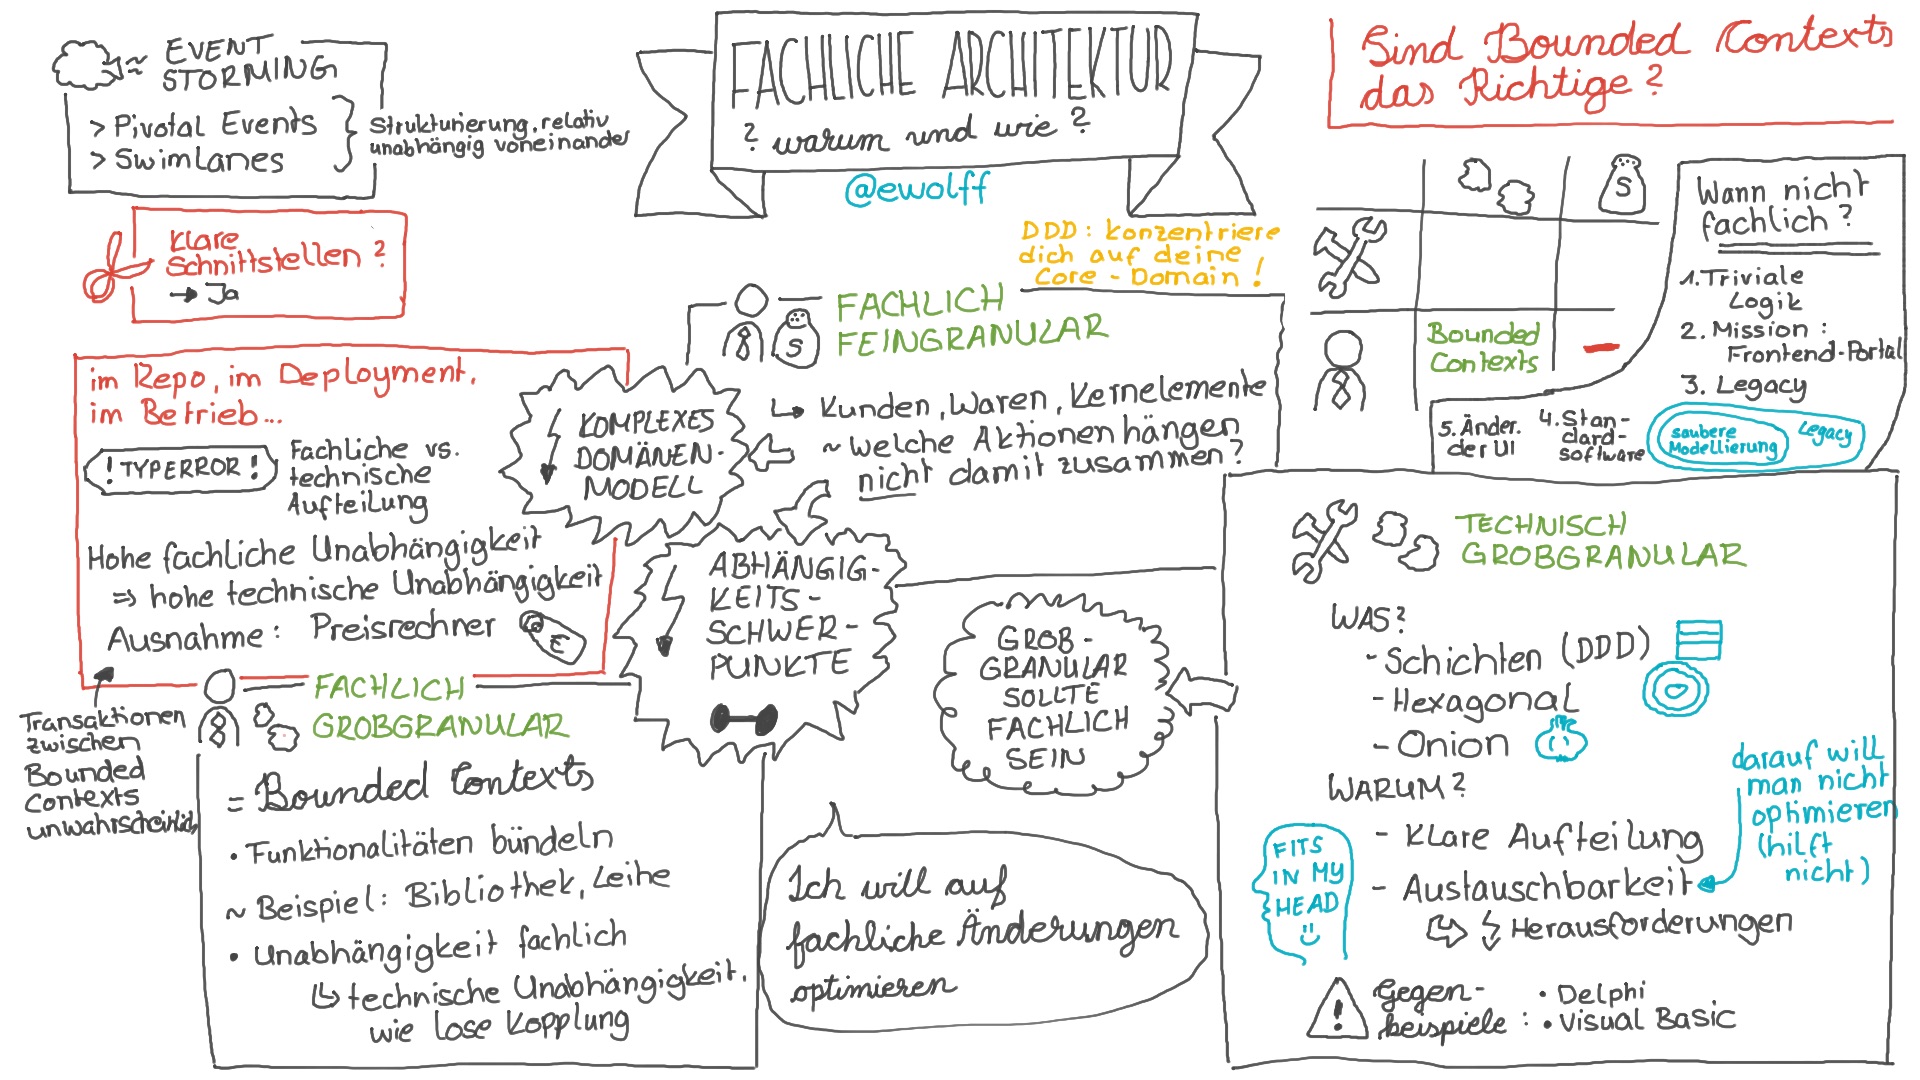 FACHLICHE ARCHITEKTUR
? warum und wie ?
@ewolff
EVENT
STORMING
> Pivotal Events
> Swimlanes
Strukturierung, relativ
unabhängig voneinander
Klare
Schnittstellen ?
→ Ja
im Repo, im Deployment,
im Betrieb...
! TYPERROR !
Fachliche vs.
technische
Aufteilung
Hohe fachliche Unabhängigkeit
⇒ hohe technische Unabhängigkeit
Ausnahme: Preisrechner
€
Transaktionen
zwischen
Bounded
Contexts
unwahrscheinlich
FACHLICH
GROBGRANULAR
= Bounded Contexts
• Funktionalitäten bündeln
~ Beispiel: Bibliothek, Leihe
• Unabhängigkeit fachlich
↳ technische Unabhängigkeit.
wie lose Kopplung
DDD: konzentriere
dich auf deine
Core-Domain!
FACHLICH
FEINGRANULAR
S
↳ Kunden, Waren, Kernelemente
~ welche Aktionen hängen
nicht damit zusammen?
KOMPLEXES
DOMÄNEN-
MODELL
ABHÄNGIG-
KEITS-
SCHWER-
PUNKTE
GROB-
GRANULAR
SOLLTE
FACHLICH
SEIN
Ich will auf
fachliche Änderungen
optimieren
Sind Bounded Contexts
das Richtige?
S
Bounded
Contexts
Wann nicht
fachlich?
1. Triviale
Logik
2. Mission:
Frontend-Portal
3. Legacy
4. Stan-
dard-
software
5. Änder.
der UI
saubere
Modellierung
Legacy
TECHNISCH
GROBGRANULAR
WAS?
- Schichten (DDD)
- Hexagonal
- Onion
WARUM?
- Klare Aufteilung
- Austauschbarkeit
Herausforderungen
darauf will
man nicht
optimieren
(hilft
nicht)
FITS
IN MY
HEAD
!
Gegen-
beispiele:
• Delphi
• Visual Basic